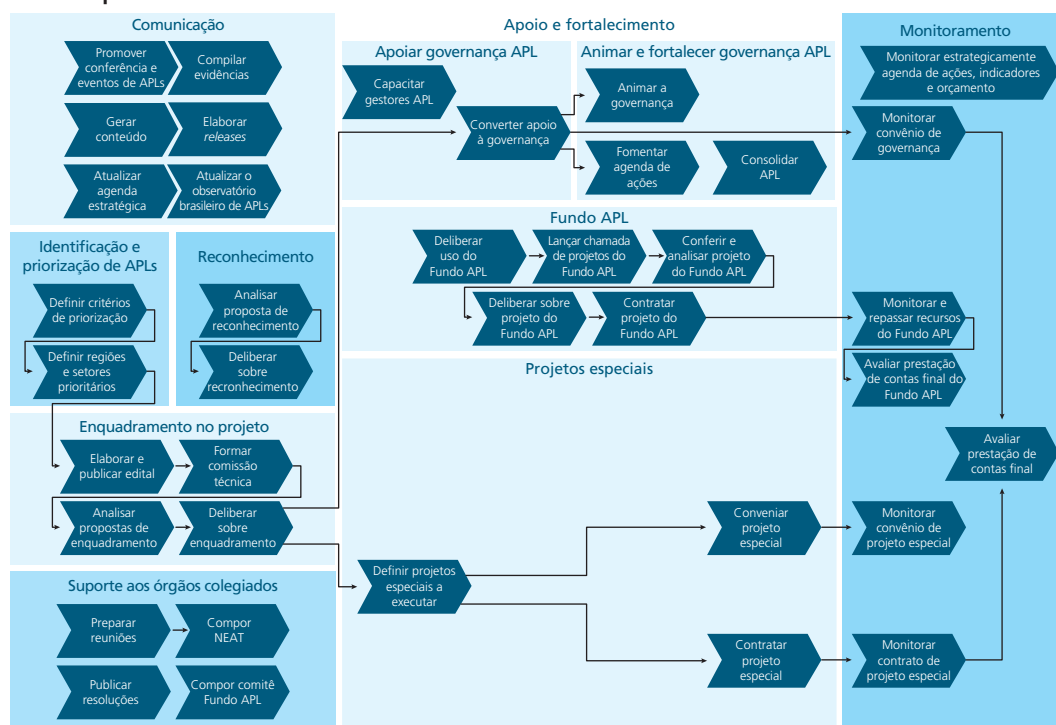 Comunicação
Promover
conferência e
eventos de APLs
Compilar
evidências
Gerar
conteúdo
Elaborar
releases
Atualizar
agenda
estratégica
Atualizar o
observatório
brasileiro de APLs
Identificação e
priorização de APLs
Definir critérios
de priorização
Definir regiões
e setores
prioritários
Reconhecimento
Analisar
proposta de
reconhecimento
Deliberar
sobre
recronhecimento
Enquadramento no projeto
Elaborar e
publicar edital
Formar
comissão
técnica
Analisar
propostas de
enquadramento
Deliberar
sobre
enquadramento
Suporte aos órgãos colegiados
Preparar
reuniões
Compor
NEAT
Publicar
resoluções
Compor comitê
Fundo APL
Apoio e fortalecimento
Apoiar governança APL
Capacitar
gestores APL
Converter apoio
à governança
Animar e fortalecer governança APL
Animar a
governança
Fomentar
agenda de
ações
Consolidar
APL
Fundo APL
Deliberar
uso do
Fundo APL
Lançar chamada
de projetos do
Fundo APL
Conferir e
analisar projeto
do Fundo APL
Deliberar sobre
projeto do
Fundo APL
Contratar
projeto do
Fundo APL
Projetos especiais
Definir projetos
especiais a
executar
Conveniar
projeto
especial
Contratar
projeto
especial
Monitoramento
Monitorar estrategicamente
agenda de ações, indicadores
e orçamento
Monitorar
convênio de
governança
Monitorar e
repassar recursos
do Fundo APL
Avaliar prestação
de contas final do
Fundo APL
Avaliar
prestação de
contas final
Monitorar
convênio de
projeto especial
Monitorar
contrato de
projeto especial